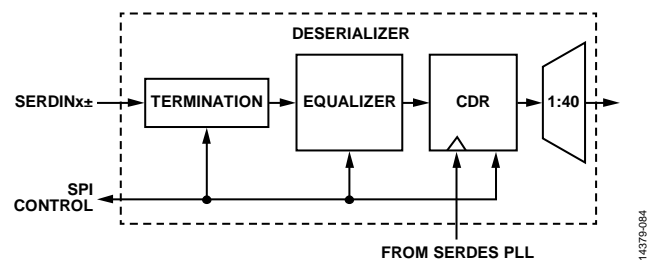 DESERIALIZER
SERDINx±
TERMINATION
EQUALIZER
CDR
1:40
SPI
CONTROL
FROM SERDES PLL
14379-084